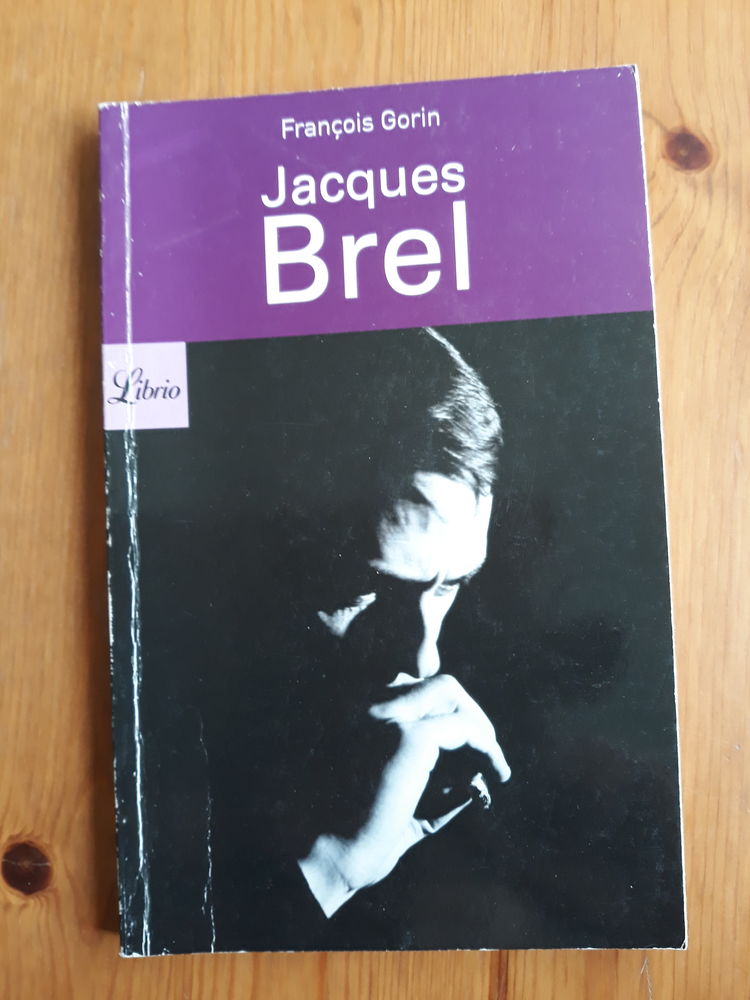 François Gorin
Jacques
Brel
Librio